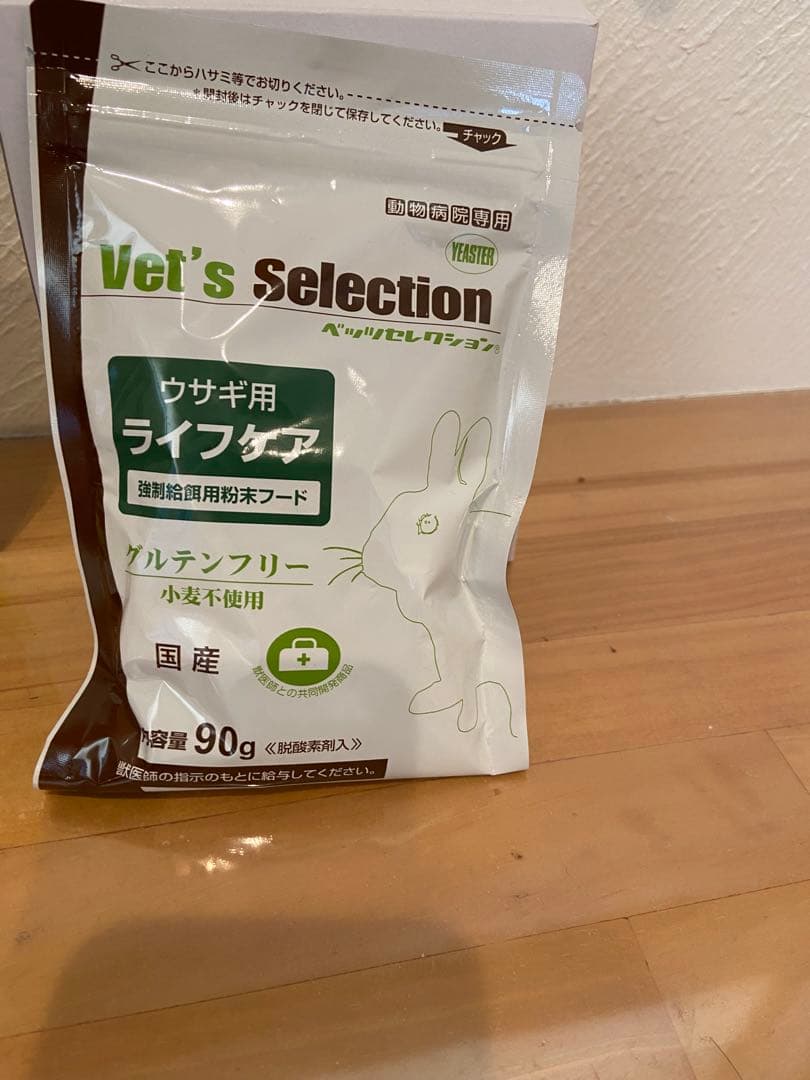 ここからハサミ等でお切りください。
*開封後はチャックを閉じて保存してください。
チャック
動物病院専用
YEASTER
Vet's Selection
ベッツセレクション®
ウサギ用
ライフケア
強制給餌用粉末フード
グルテンフリー
小麦不使用
国産
獣医師との共同開発商品
内容量 90g 《脱酸素剤入》
獣医師の指示のもとに給与してください。